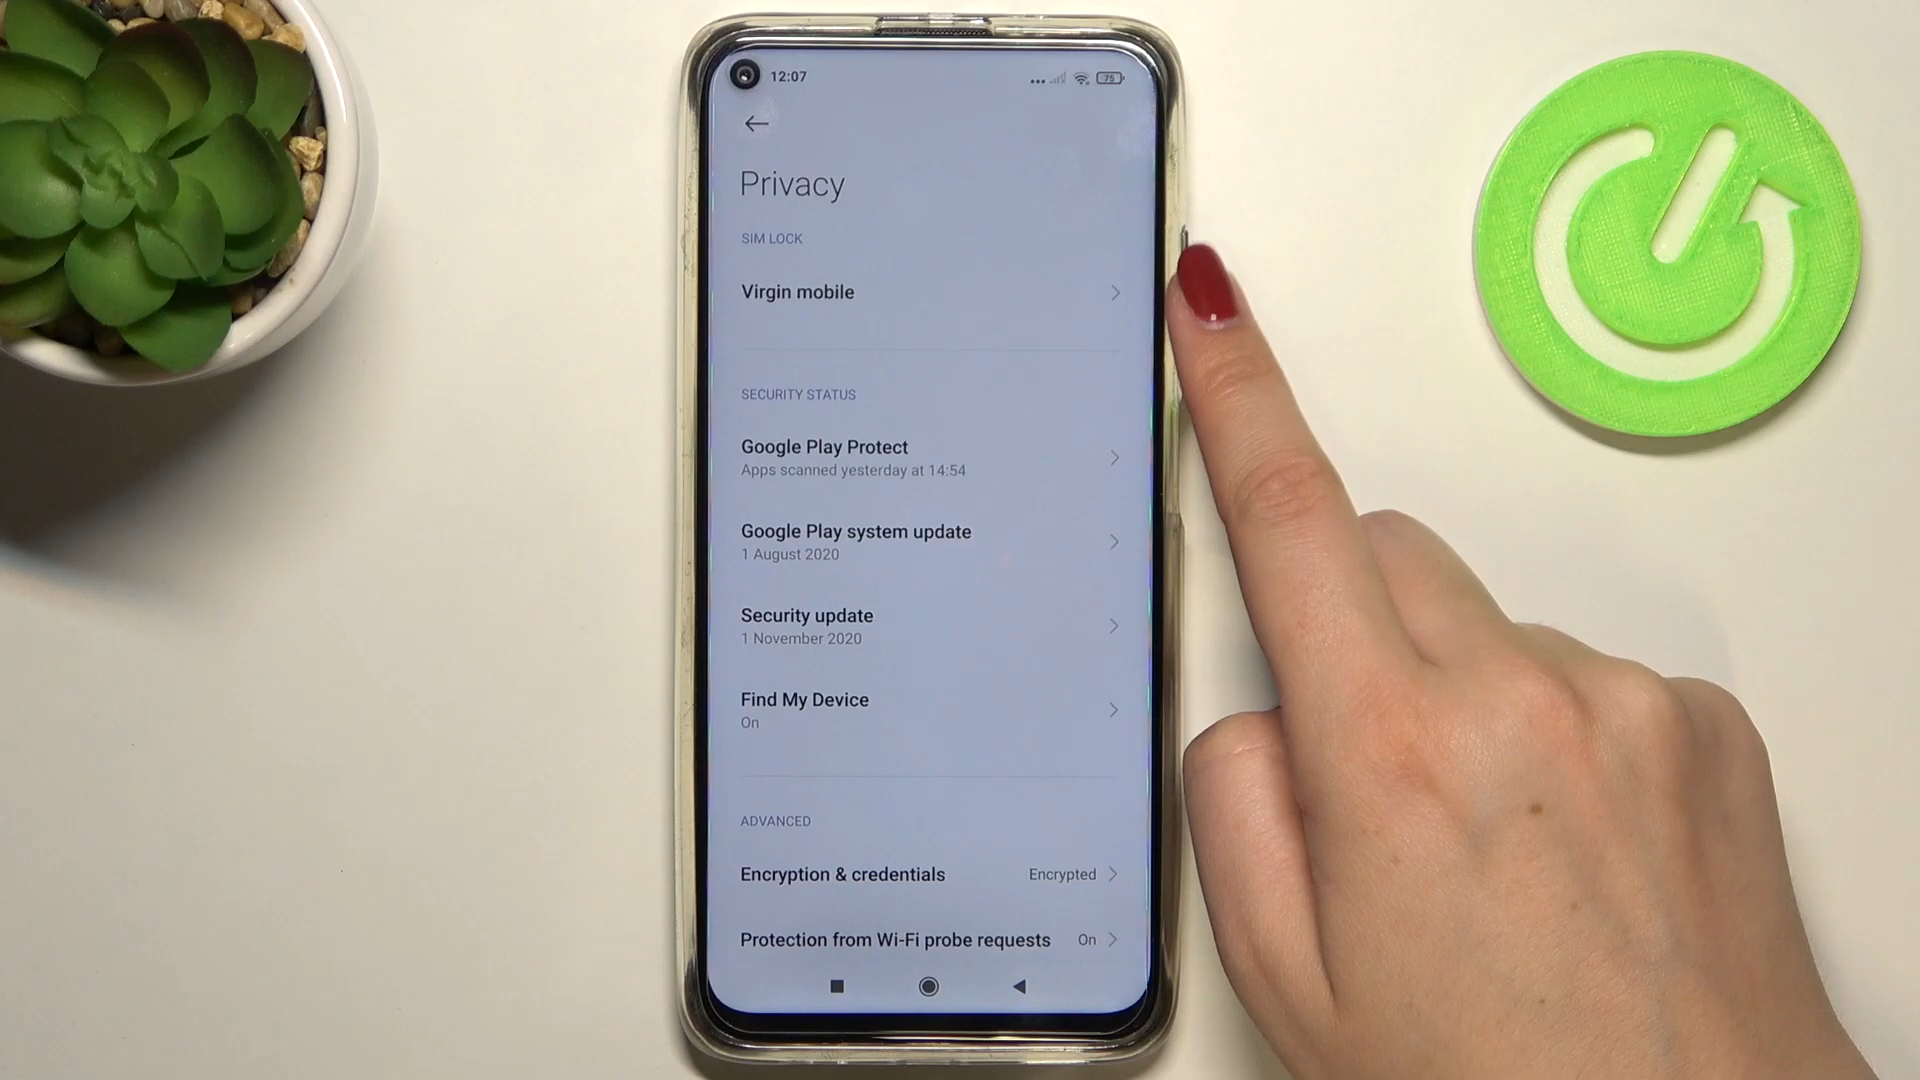 12:07
75
Privacy
SIM LOCK
Virgin mobile
SECURITY STATUS
Google Play Protect
Apps scanned yesterday at 14:54
Google Play system update
1 August 2020
Security update
1 November 2020
Find My Device
On
ADVANCED
Encryption & credentials Encrypted
Protection from Wi-Fi probe requests On